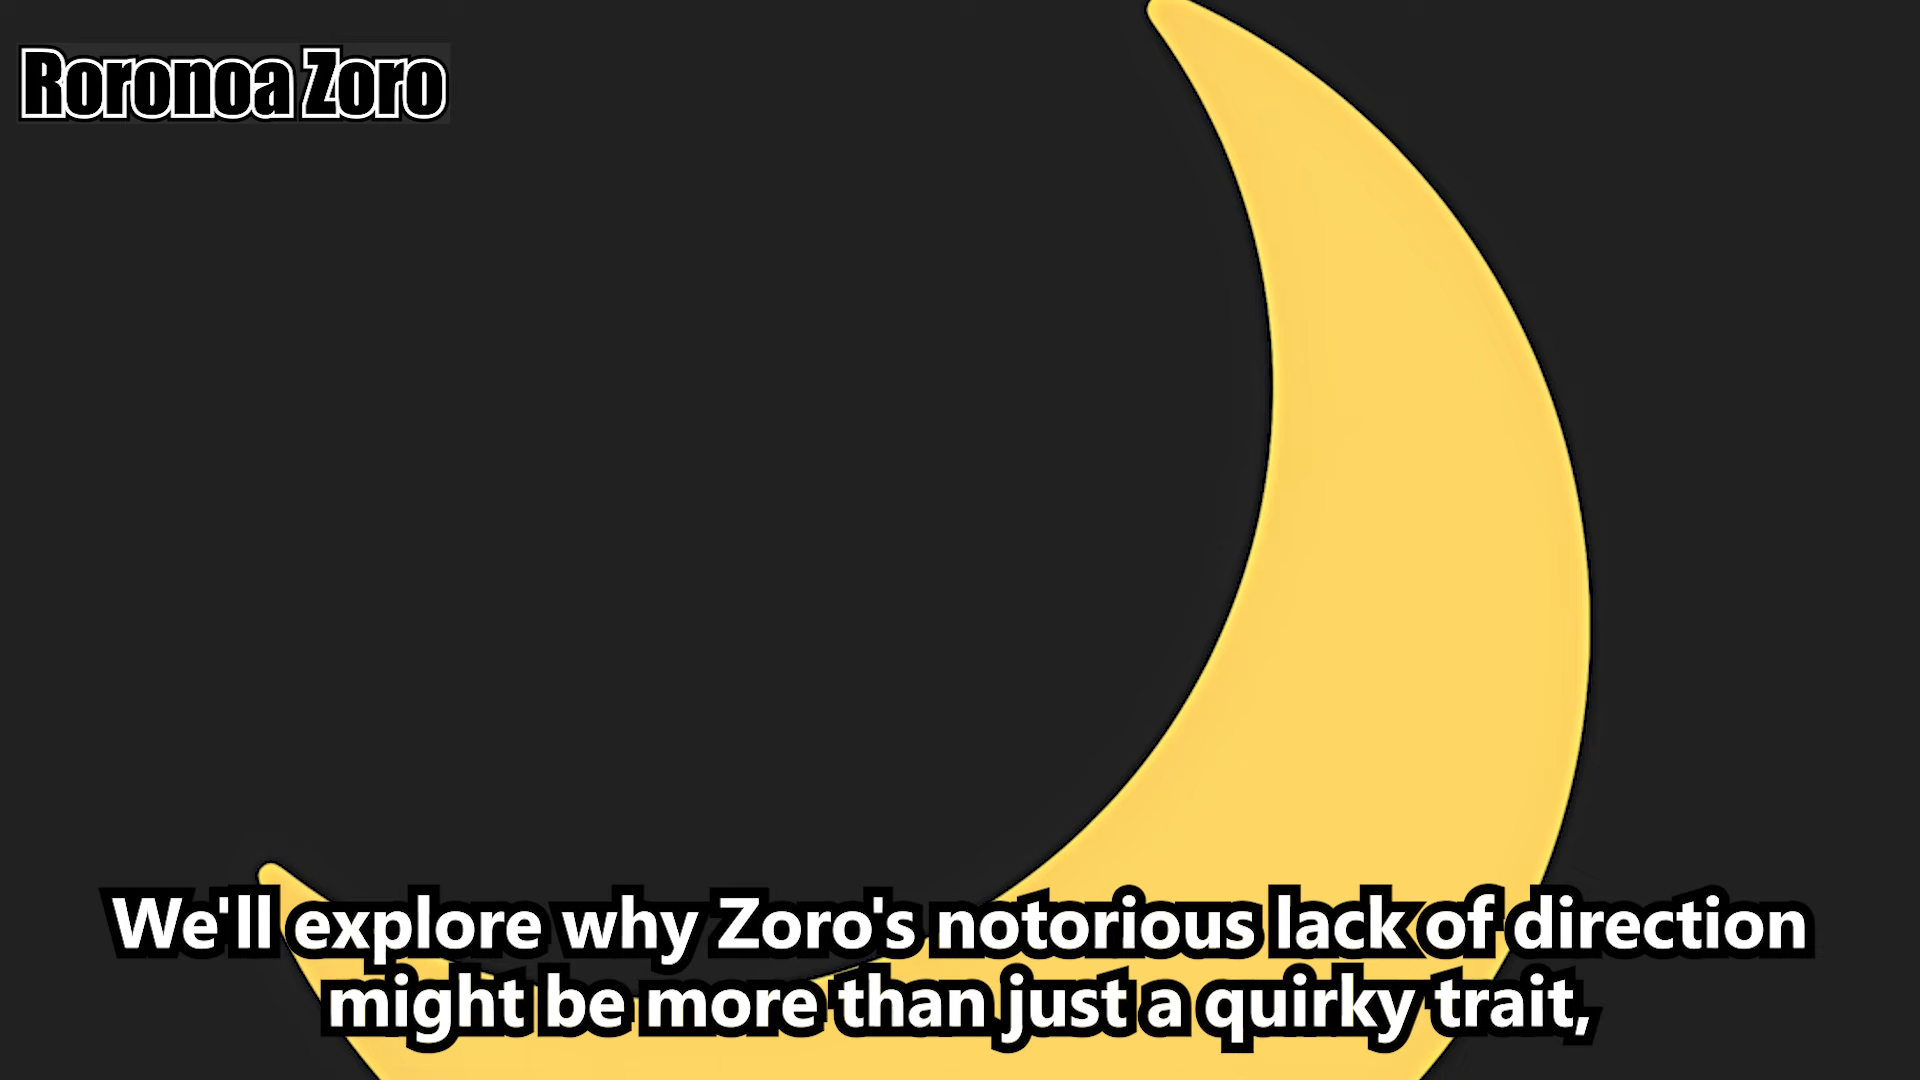 Roronoa Zoro
We'll explore why Zoro's notorious lack of direction
might be more than just a quirky trait,